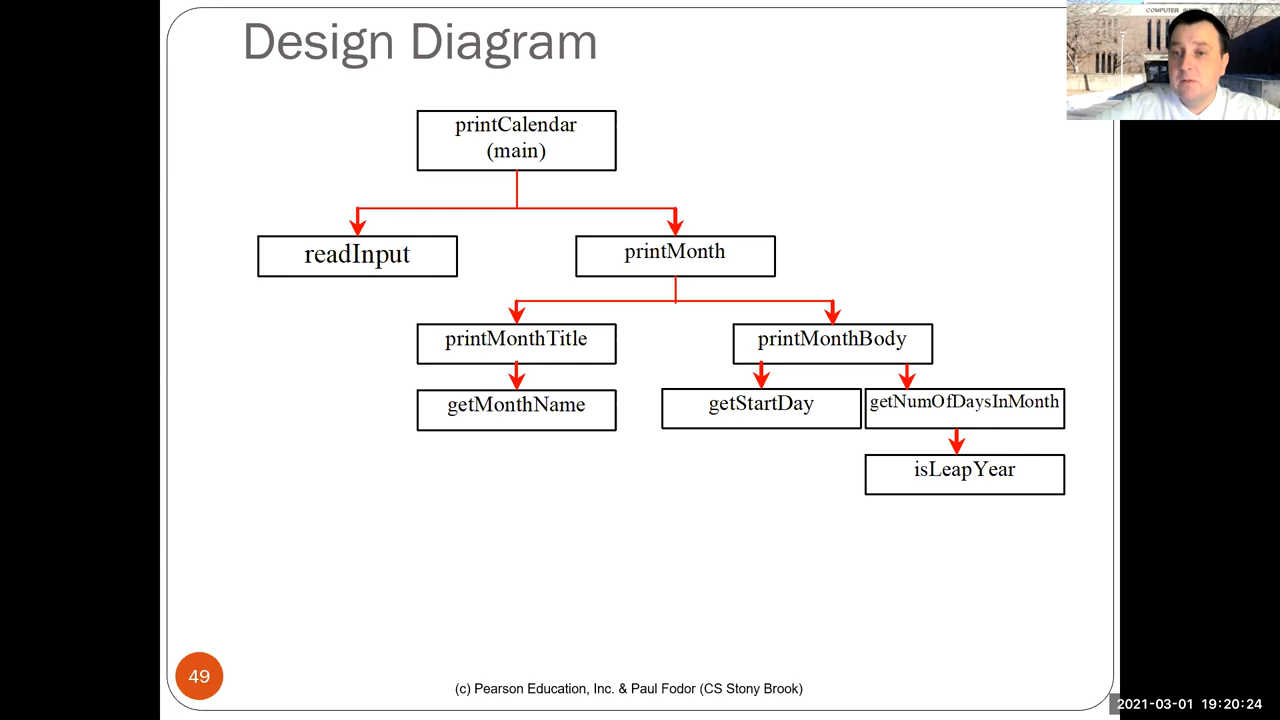 Design Diagram
COMPUTER
printCalendar
(main)
readInput
printMonth
printMonthTitle
printMonthBody
getMonthName
getStartDay
getNumOfDaysInMonth
isLeapYear
49
(c) Pearson Education, Inc. & Paul Fodor (CS Stony Brook)
2021-03-01 19:20:24